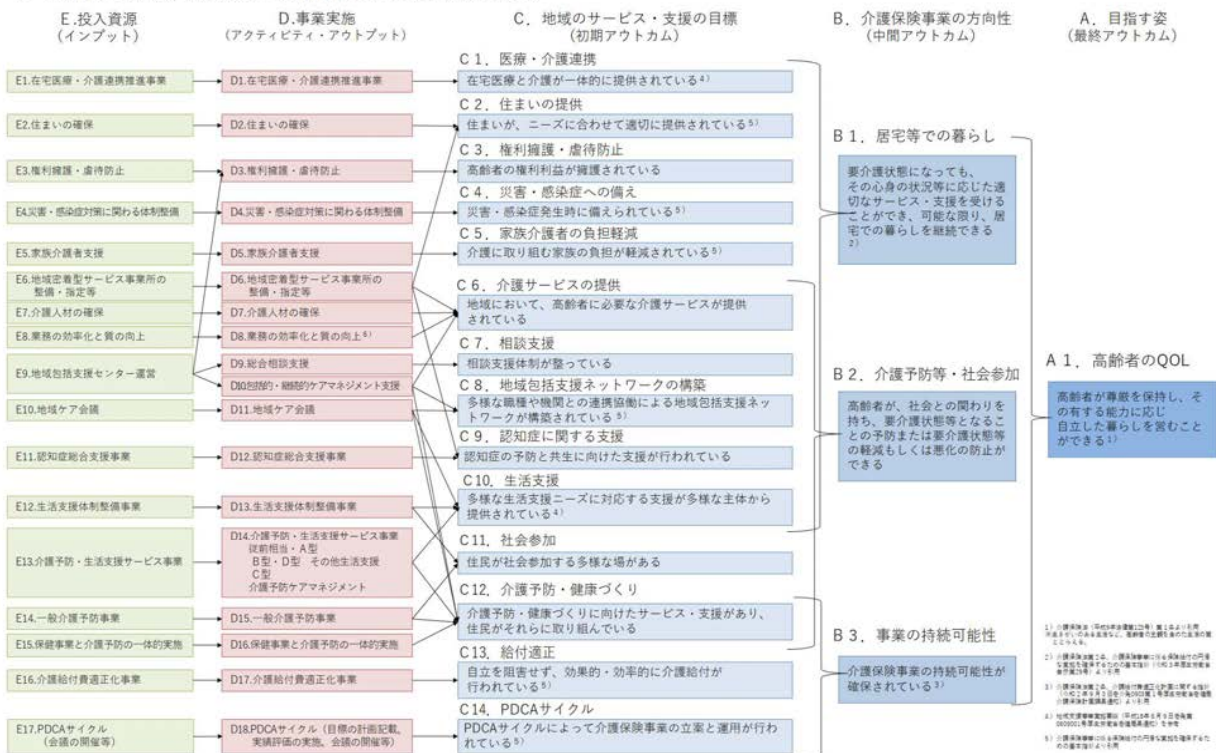 E.投入資源
(インプット)
D.事業実施
(アクティビティ・アウトプット)
C．地域のサービス・支援の目標
(初期アウトカム)
B．介護保険事業の方向性
(中間アウトカム)
A．目指す姿
(最終アウトカム)
E1.在宅医療・介護連携推進事業
E2.住まいの確保
E3.権利擁護・虐待防止
E4.災害・感染症対策に関わる体制整備
E5.家族介護者支援
E6.地域密着型サービス事業所の
整備・指定等
E7.介護人材の確保
E8.業務の効率化と質の向上
E9.地域包括支援センター運営
E10.地域ケア会議
E11.認知症総合支援事業
E12.生活支援体制整備事業
E13.介護予防・生活支援サービス事業
E14.一般介護予防事業
E15.保健事業と介護予防の一体的実施
E16.介護給付費適正化事業
E17.PDCAサイクル
(会議の開催等)
D1.在宅医療・介護連携推進事業
D2.住まいの確保
D3.権利擁護・虐待防止
D4.災害・感染症対策に関わる体制整備
D5.家族介護者支援
D6.地域密着型サービス事業所の
整備・指定等
D7.介護人材の確保
D8.業務の効率化と質の向上6)
D9.総合相談支援
D10.包括的・継続的ケアマネジメント支援
D11.地域ケア会議
D12.認知症総合支援事業
D13.生活支援体制整備事業
D14.介護予防・生活支援サービス事業
従前相当・A型
B型・D型 その他生活支援
C型
介護予防ケアマネジメント
D15.一般介護予防事業
D16.保健事業と介護予防の一体的実施
D17.介護給付費適正化事業
D18.PDCAサイクル（目標の計画記載、
実績評価の実施、会議の開催等）
C1．医療・介護連携
在宅医療と介護が一体的に提供されている4)
C2．住まいの提供
住まいが、ニーズに合わせて適切に提供されている5)
C3．権利擁護・虐待防止
高齢者の権利利益が擁護されている
C4．災害・感染症への備え
災害・感染症発生時に備えられている5)
C5．家族介護者の負担軽減
介護に取り組む家族の負担が軽減されている5)
C6．介護サービスの提供
地域において、高齢者に必要な介護サービスが提供
されている
C7．相談支援
相談支援体制が整っている
C8．地域包括支援ネットワークの構築
多様な職種や機関との連携協働による地域包括支援ネッ
トワークが構築されている5)
C9．認知症に関する支援
認知症の予防と共生に向けた支援が行われている
C10．生活支援
多様な生活支援ニーズに対応する支援が多様な主体から
提供されている4)
C11．社会参加
住民が社会参加する多様な場がある
C12．介護予防・健康づくり
介護予防・健康づくりに向けたサービス・支援があり、
住民がそれらに取り組んでいる
C13．給付適正
自立を阻害せず、効果的・効率的に介護給付が
行われている5)
C14．PDCAサイクル
PDCAサイクルによって介護保険事業の立案と運用が行わ
れている5)
B1．居宅等での暮らし
要介護状態になっても、
その心身の状況等に応じた適
切なサービス・支援を受ける
ことができ、可能な限り、居
宅での暮らしを継続できる
2)
B2．介護予防等・社会参加
高齢者が、社会との関わりを
持ち、要介護状態等となるこ
との予防または要介護状態等
の軽減もしくは悪化の防止が
できる
B3．事業の持続可能性
介護保険事業の持続可能性が
確保されている3)
A1．高齢者のQOL
高齢者が尊厳を保持し、そ
の有する能力に応じ
自立した暮らしを営むこと
ができる1)